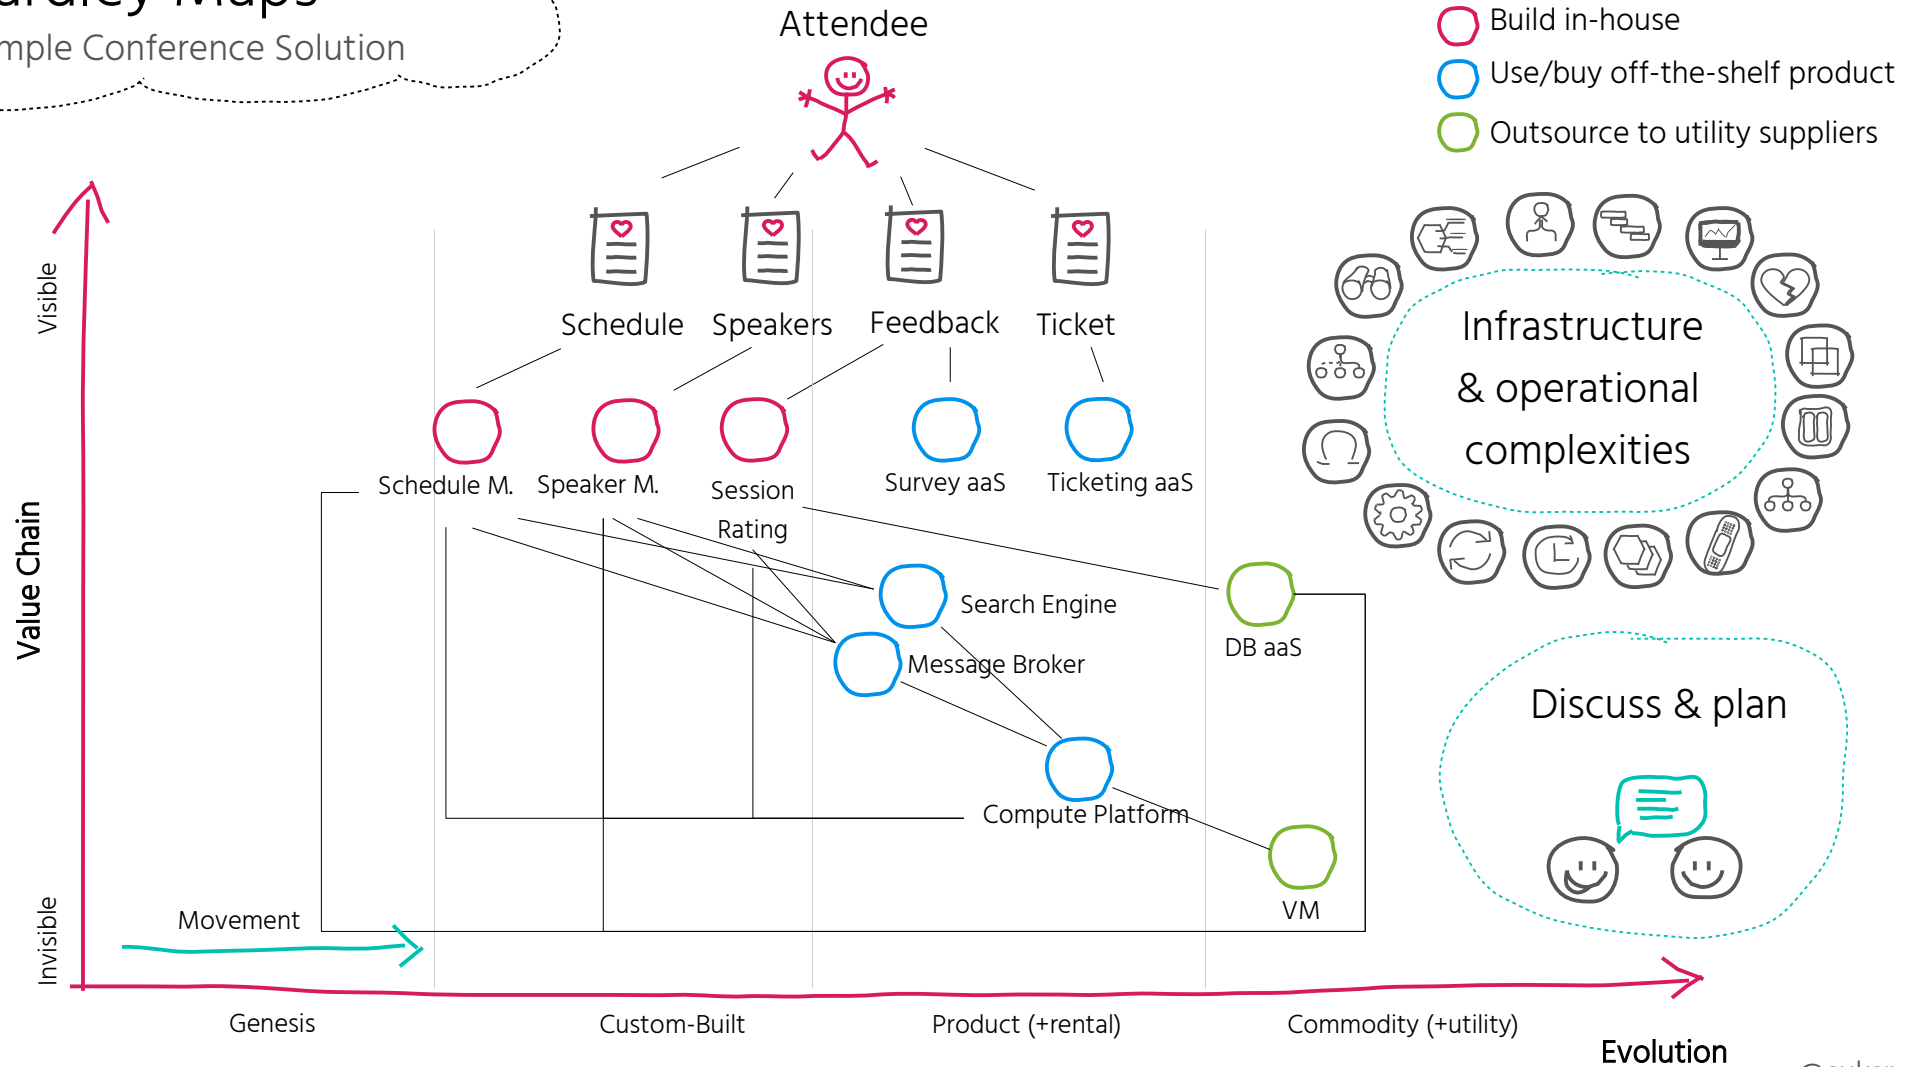 Maps
Conference Solution
Attendee
Build in-house
Use/buy off-the-shelf product
Outsource to utility suppliers
Visible
Schedule
Speakers
Feedback
Ticket
Infrastructure
& operational
complexities
Schedule M.
Speaker M.
Session
Rating
Survey aaS
Ticketing aaS
Value Chain
Search Engine
Message Broker
DB aaS
Discuss & plan
Compute Platform
VM
Movement
Invisible
Genesis
Custom-Built
Product (+rental)
Commodity (+utility)
Evolution